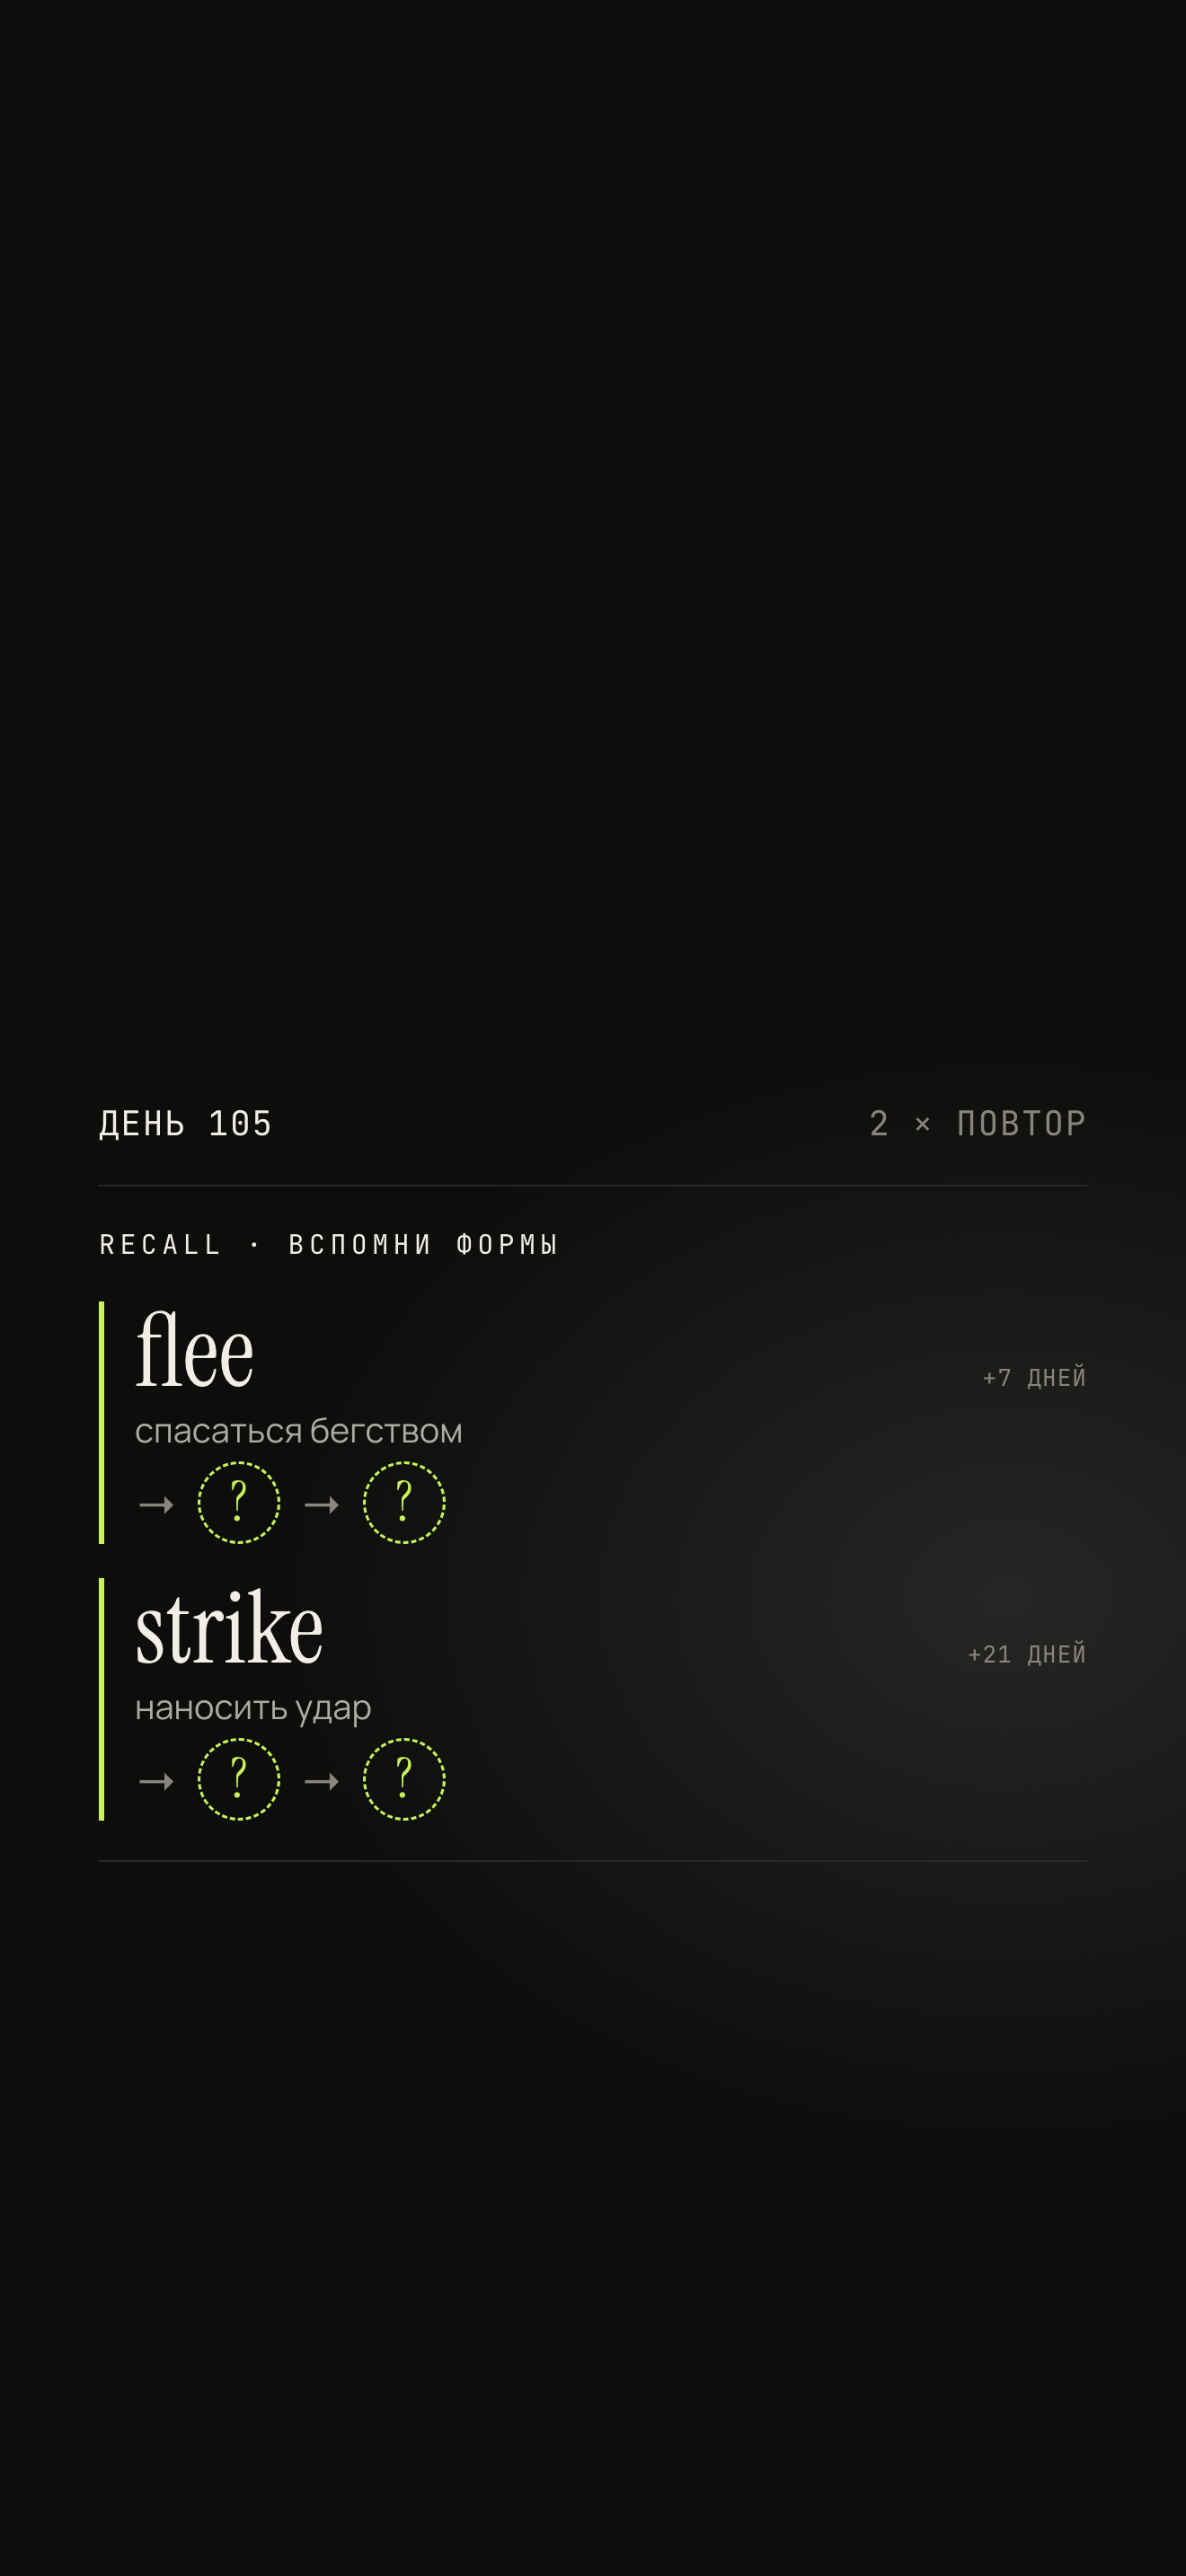 ДЕНЬ 105
2 × ПОВТОР
RECALL · ВСПОМНИ ФОРМЫ
flee
+7 ДНЕЙ
спасаться бегством
→ ? → ?
strike
+21 ДНЕЙ
наносить удар
→ ? → ?